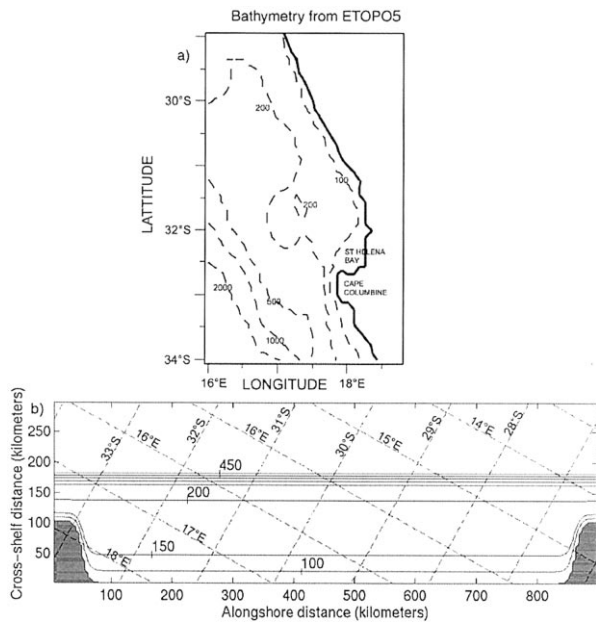 Bathymetry from ETOPO5
a)
30°S
32°S
34°S
LATTITUDE
200
100
200
ST HELENA
BAY
CAPE
COLUMBINE
2000
500
1000
16°E LONGITUDE 18°E
b)
250
200
150
100
50
Cross-shelf distance (kilometers)
33°S 16°E 32°S 16°E 31°S 30°S 15°E 29°S 14°E 28°S
450
200
17°E
18°E
150
100
100 200 300 400 500 600 700 800
Alongshore distance (kilometers)